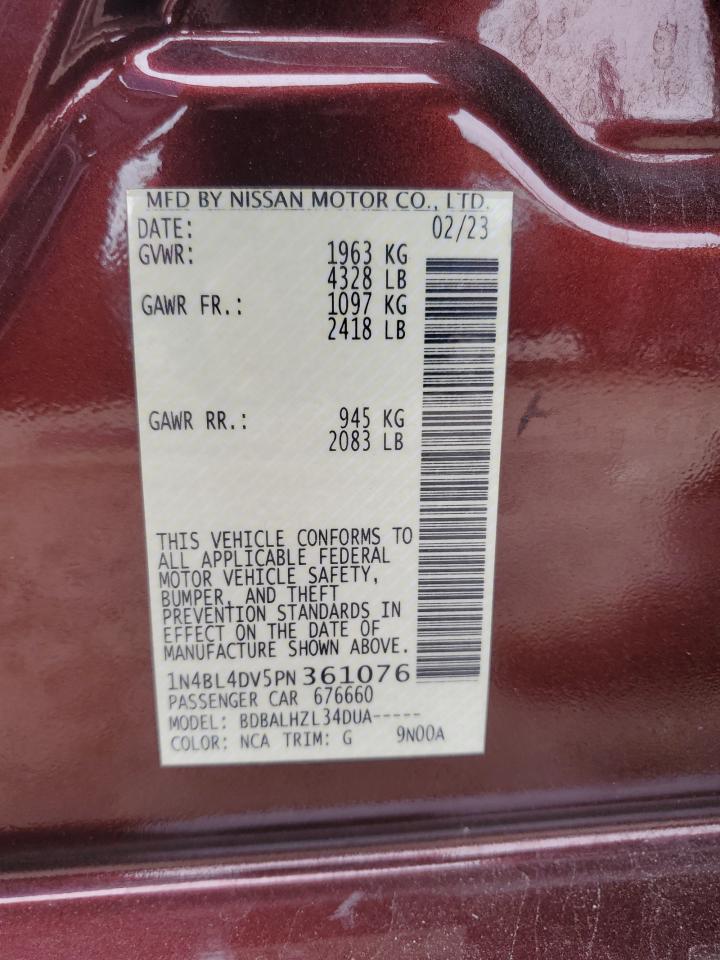 MFD BY NISSAN MOTOR CO., LTD.
DATE: 02/23
GVWR: 1963 KG
4328 LB
GAWR FR.: 1097 KG
2418 LB
GAWR RR.: 945 KG
2083 LB
THIS VEHICLE CONFORMS TO
ALL APPLICABLE FEDERAL
MOTOR VEHICLE SAFETY,
BUMPER, AND THEFT
PREVENTION STANDARDS IN
EFFECT ON THE DATE OF
MANUFACTURE SHOWN ABOVE.
1N4BL4DV5PN361076
PASSENGER CAR 676660
MODEL: BDBALHZL34DUA-----
COLOR: NCA TRIM: G 9N00A